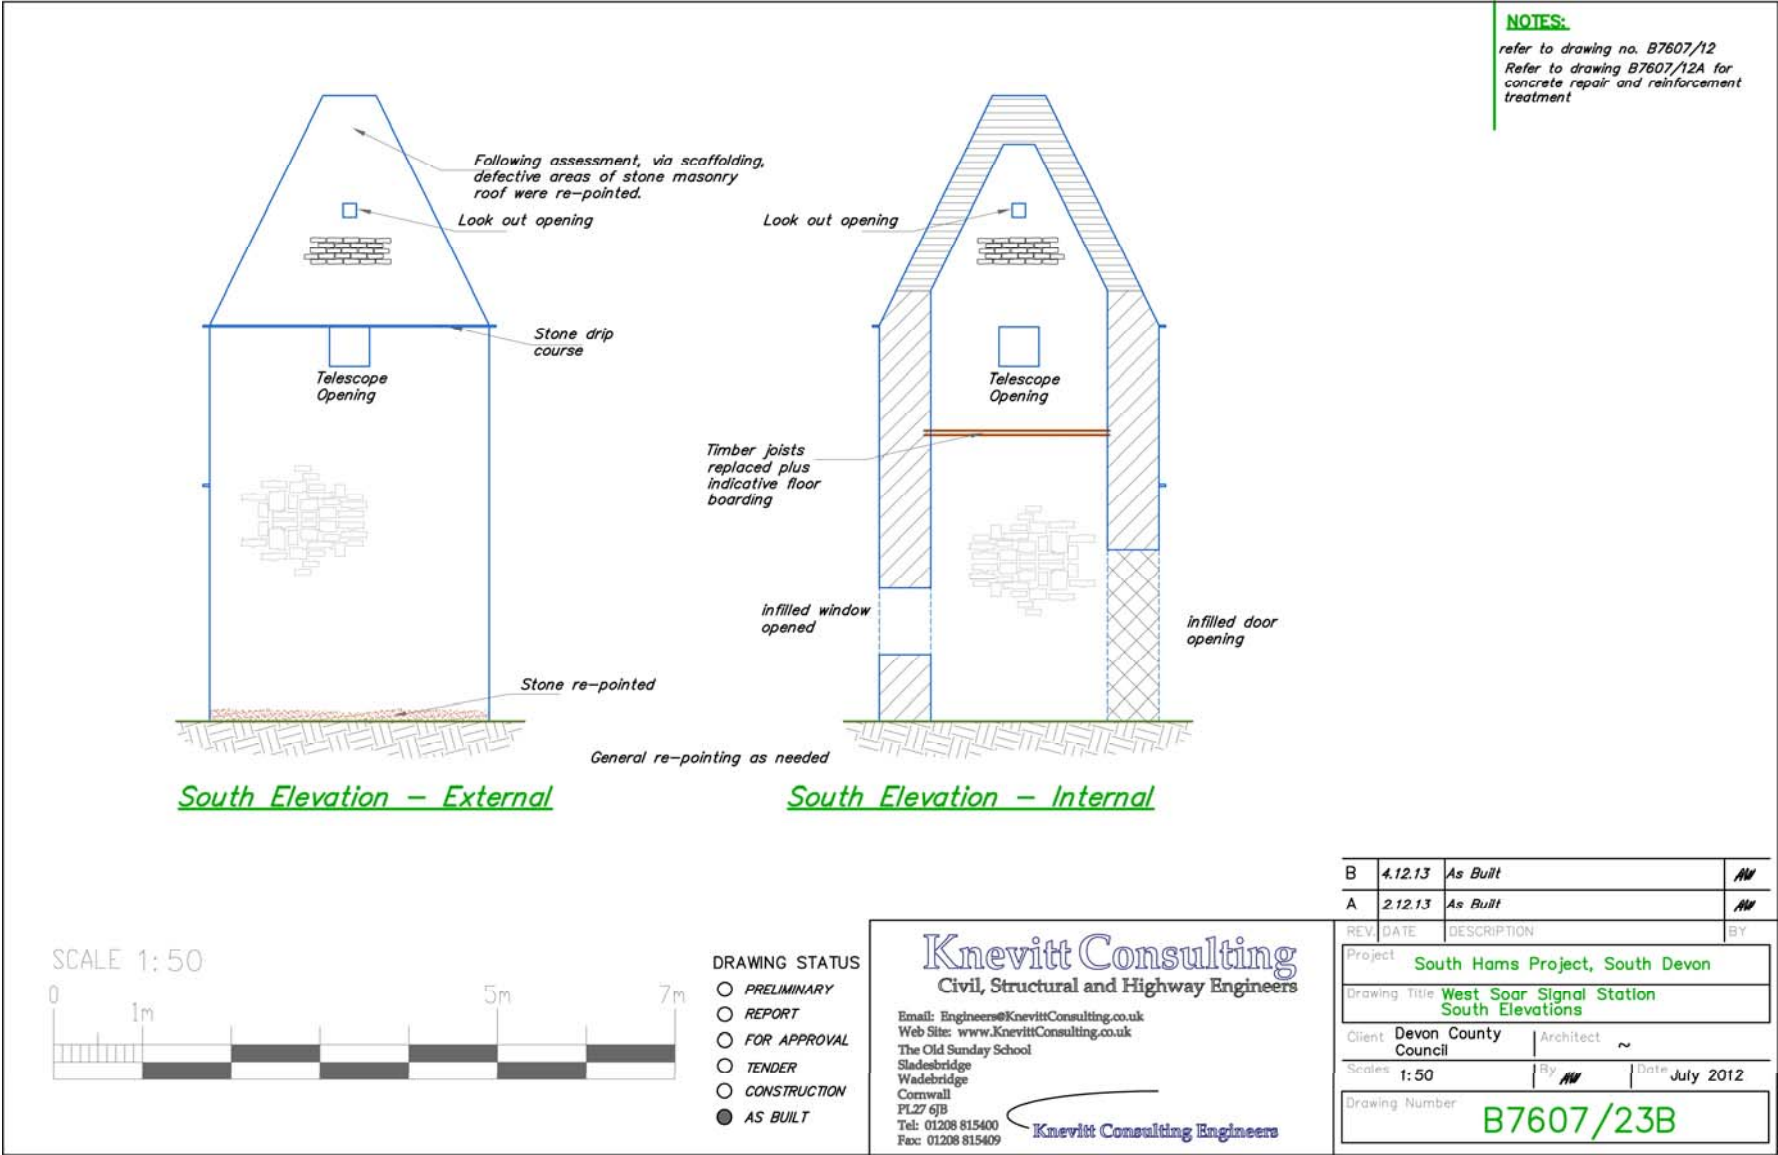 NOTES:
refer to drawing no. B7607/12
Refer to drawing B7607/12A for
concrete repair and reinforcement
treatment
Following assessment, via scaffolding,
defective areas of stone masonry
roof were re-pointed.
Look out opening
Stone drip
course
Telescope
Opening
Stone re-pointed
South Elevation - External
General re-pointing as needed
Look out opening
Telescope
Opening
Timber joists
replaced plus
indicative floor
boarding
infilled window
opened
infilled door
opening
South Elevation - Internal
SCALE 1:50
0
1m
5m
7m
DRAWING STATUS
PRELIMINARY
REPORT
FOR APPROVAL
TENDER
CONSTRUCTION
AS BUILT
Knevitt Consulting
Civil, Structural and Highway Engineers
Email: Engineers@KnevittConsulting.co.uk
Web Site: www.KnevittConsulting.co.uk
The Old Sunday School
Sladesbridge
Wadebridge
Cornwall
PL27 6JB
Tel: 01208 815400
Fax: 01208 815409
Knevitt Consulting Engineers
B 4.12.13 As Built AW
A 2.12.13 As Built AW
REV. DATE DESCRIPTION BY
Project South Hams Project, South Devon
Drawing Title West Soar Signal Station
South Elevations
Client Devon County
Council
Architect ~
Scales 1:50 By AW Date July 2012
Drawing Number B7607/23B